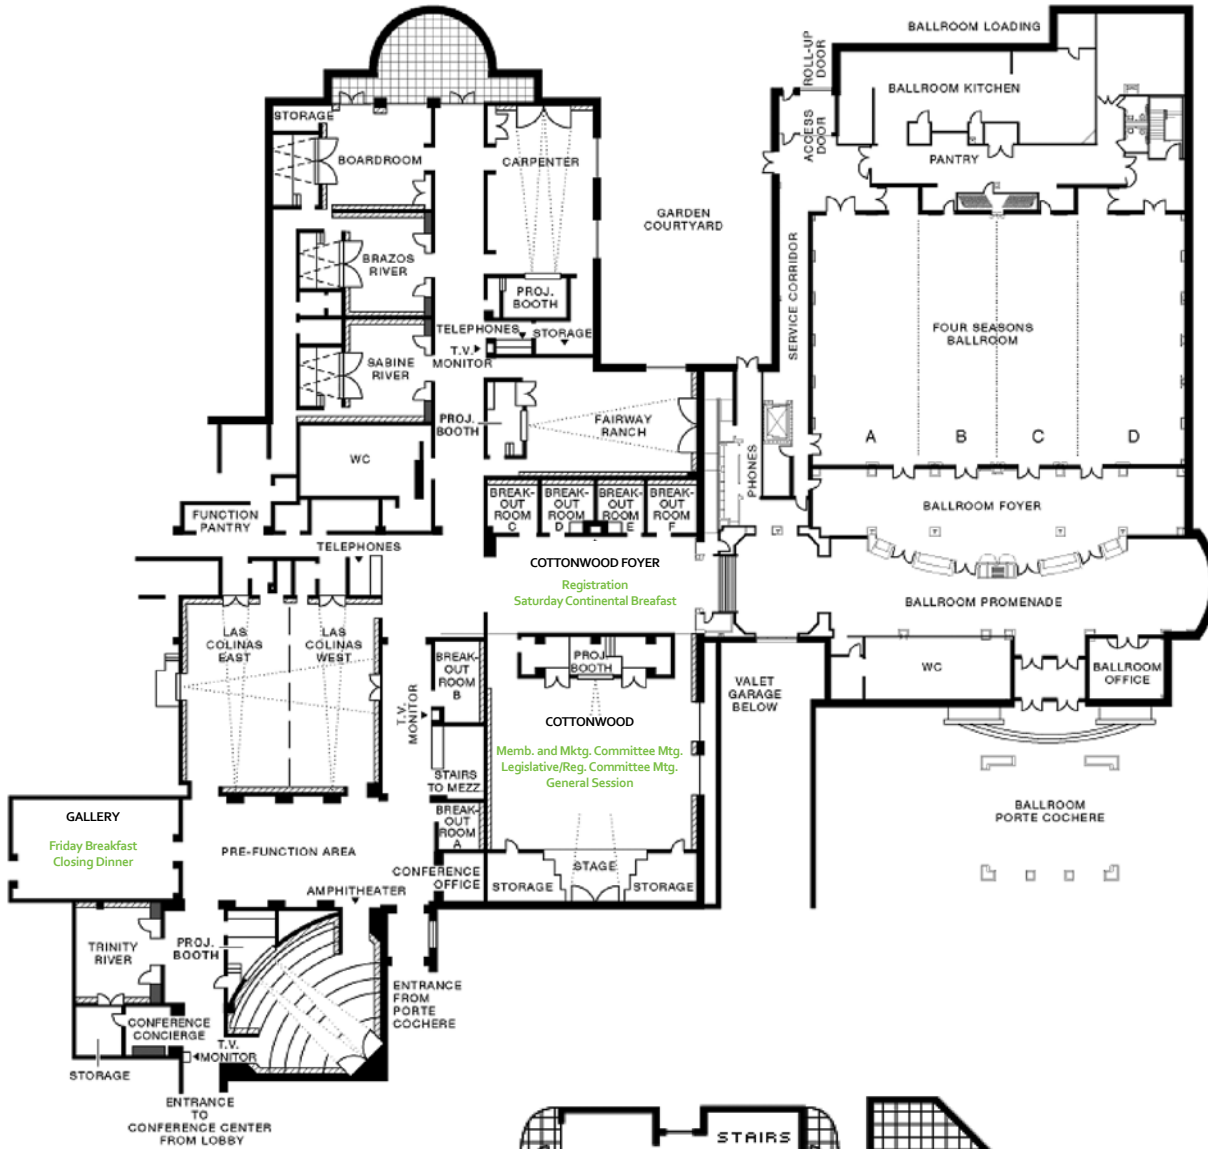 BALLROOM LOADING
ROLL-UP
DOOR
BALLROOM KITCHEN
STORAGE
ACCESS
DOOR
BOARDROOM
CARPENTER
PANTRY
GARDEN
COURTYARD
BRAZOS
RIVER
SERVICE CORRIDOR
PROJ.
BOOTH
TELEPHONES
STORAGE
FOUR SEASONS
BALLROOM
T.V.
MONITOR
SABINE
RIVER
PROJ.
BOOTH
FAIRWAY
RANCH
A
B
C
D
WC
PHONES
BREAK-
OUT
ROOM
C
BREAK-
OUT
ROOM
D
BREAK-
OUT
ROOM
E
BREAK-
OUT
ROOM
F
BALLROOM FOYER
FUNCTION
PANTRY
TELEPHONES
COTTONWOOD FOYER
Registration
Saturday Continental Breafast
BALLROOM PROMENADE
LAS
COLINAS
EAST
LAS
COLINAS
WEST
BREAK-
OUT
ROOM
B
PROJ.
BOOTH
WC
BALLROOM
OFFICE
VALET
GARAGE
BELOW
T.V.
MONITOR
COTTONWOOD
Memb. and Mktg. Committee Mtg.
Legislative/Reg. Committee Mtg.
General Session
STAIRS
TO MEZZ.
BREAK-
OUT
ROOM
A
BALLROOM
PORTE COCHERE
GALLERY
Friday Breakfast
Closing Dinner
PRE-FUNCTION AREA
CONFERENCE
OFFICE
STAGE
STORAGE
STORAGE
AMPHITHEATER
TRINITY
RIVER
PROJ.
BOOTH
ENTRANCE
FROM
PORTE
COCHERE
CONFERENCE
CONCIERGE
T.V.
MONITOR
STORAGE
ENTRANCE
TO
CONFERENCE CENTER
FROM LOBBY
STAIRS